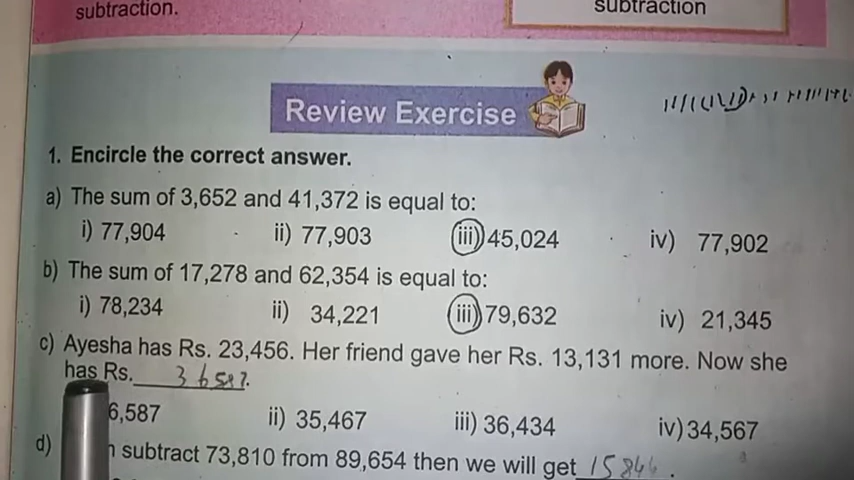 subtraction.
subtraction
Review Exercise
1. Encircle the correct answer.
a) The sum of 3,652 and 41,372 is equal to:
i) 77,904 ii) 77,903 iii) 45,024 iv) 77,902
b) The sum of 17,278 and 62,354 is equal to:
i) 78,234 ii) 34,221 iii) 79,632 iv) 21,345
c) Ayesha has Rs. 23,456. Her friend gave her Rs. 13,131 more. Now she
has Rs. 36587.
6,587 ii) 35,467 iii) 36,434 iv) 34,567
d) subtract 73,810 from 89,654 then we will get 15844.